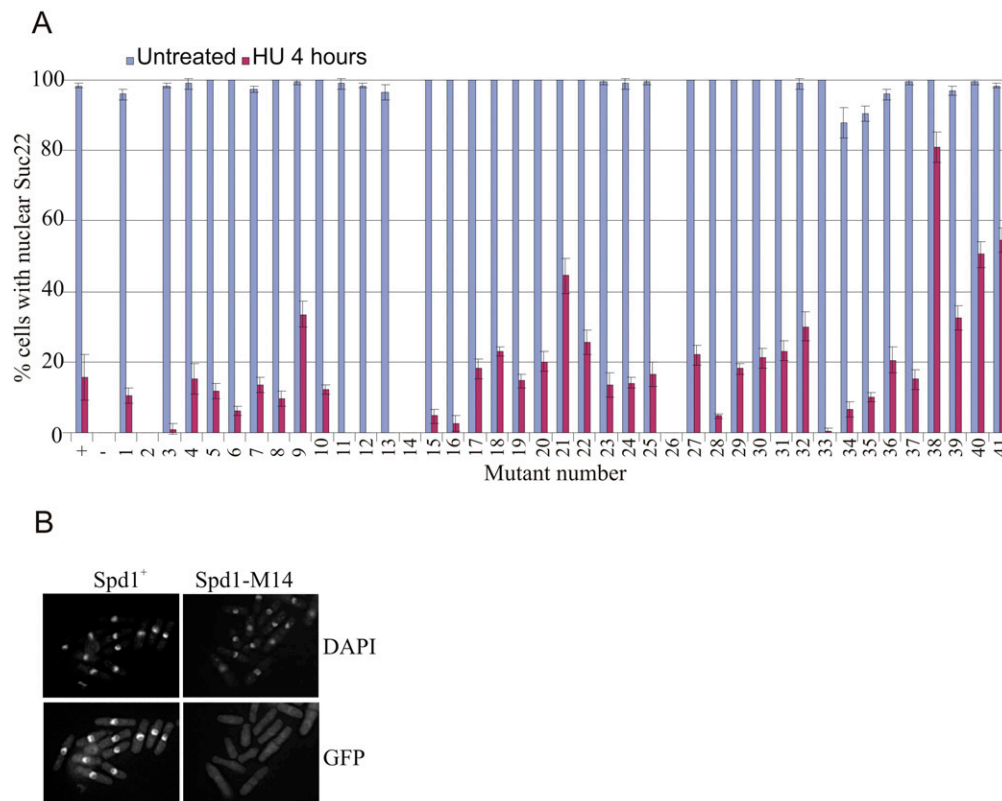 A
Untreated HU 4 hours
% cells with nuclear Suc22
100
80
60
40
20
0
+ - 1 2 3 4 5 6 7 8 9 10 11 12 13 14 15 16 17 18 19 20 21 22 23 24 25 26 27 28 29 30 31 32 33 34 35 36 37 38 39 40 41
Mutant number
B
Spd1+ Spd1-M14
DAPI
GFP